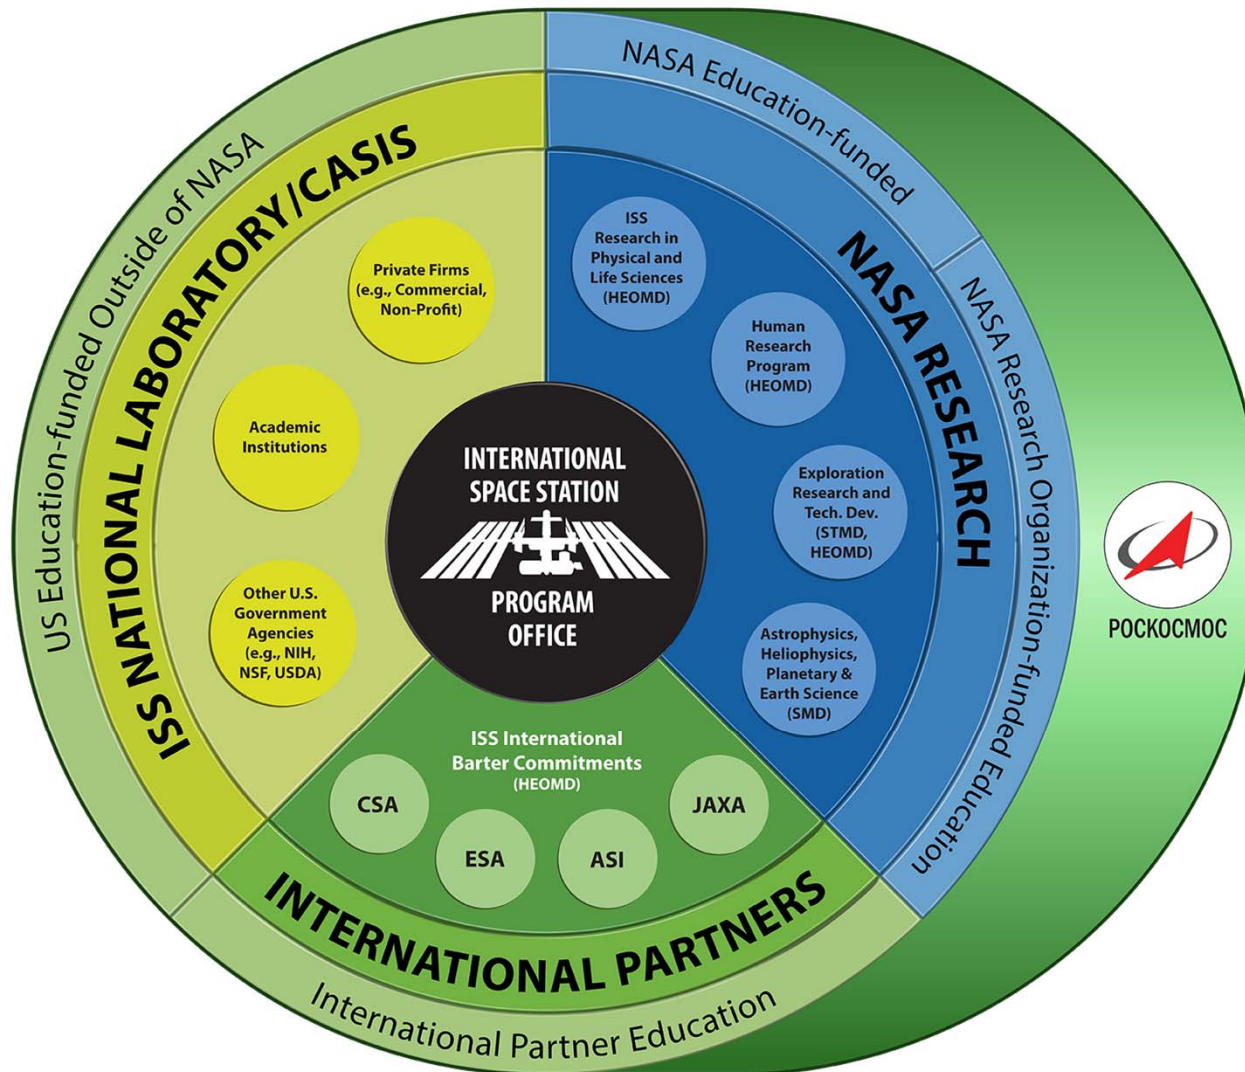 US Education-funded Outside of NASA
ISS NATIONAL LABORATORY/CASIS
Private Firms
(e.g., Commercial,
Non-Profit)
Academic
Institutions
Other U.S.
Government
Agencies
(e.g., NIH,
NSF, USDA)
NASA Education-funded
NASA Research Organization-funded Education
NASA RESEARCH
ISS
Research in
Physical and
Life Sciences
(HEOMD)
Human
Research
Program
(HEOMD)
Exploration
Research and
Tech. Dev.
(STMD,
HEOMD)
Astrophysics,
Heliophysics,
Planetary &
Earth Science
(SMD)
INTERNATIONAL
SPACE STATION
PROGRAM
OFFICE
ISS International
Barter Commitments
(HEOMD)
CSA
ESA
ASI
JAXA
INTERNATIONAL PARTNERS
International Partner Education
РОСКОСМОС